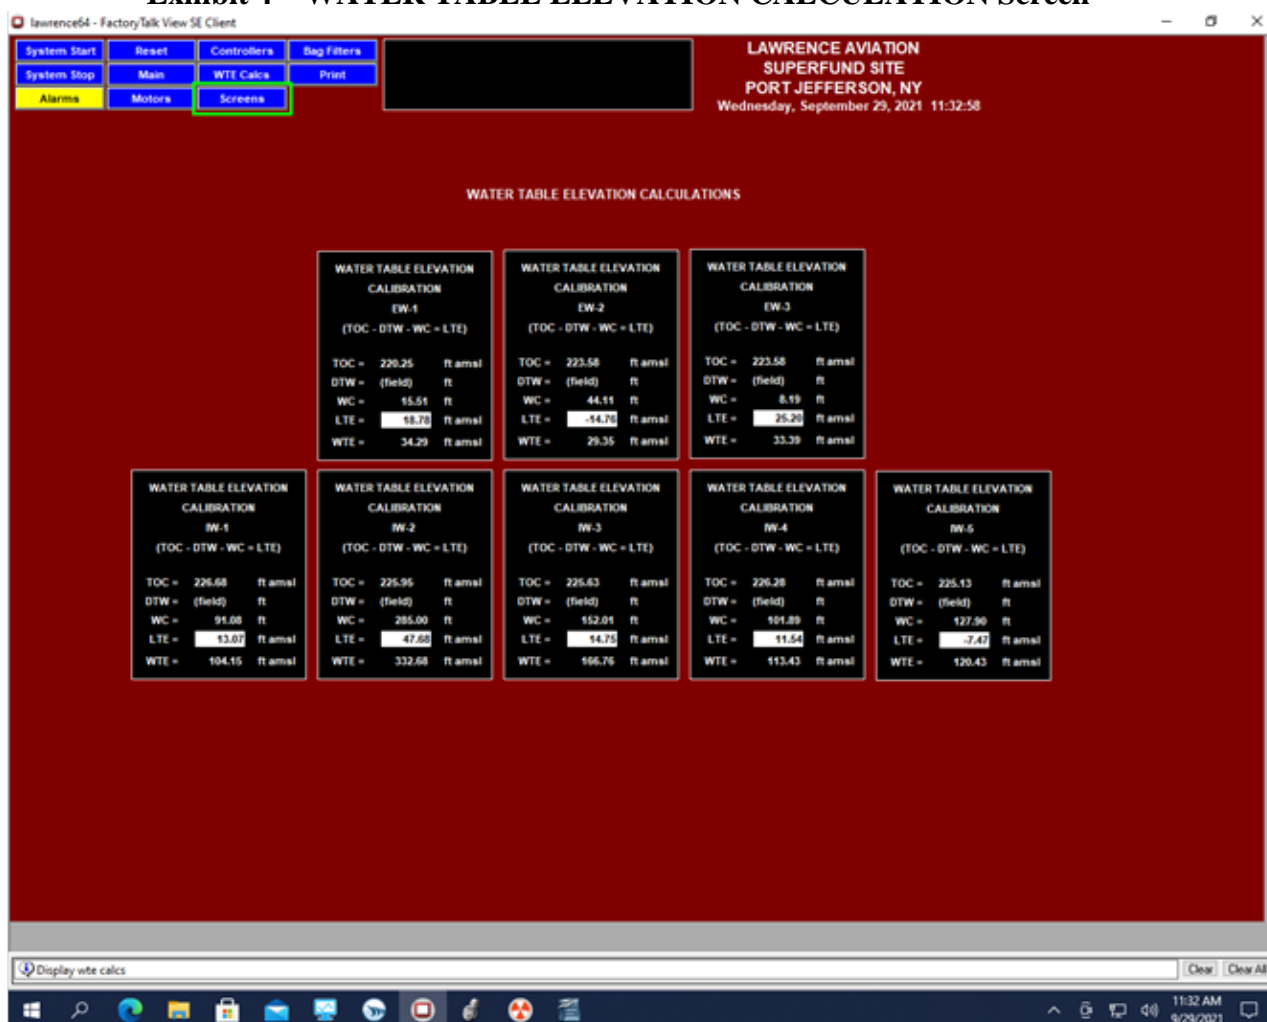 Exhibit 4 – WATER TABLE ELEVATION CALCULATION Screen
lawrence64 - FactoryTalk View SE Client
System Start
Reset
Controllers
Bag Filters
System Stop
Main
WTE Calcs
Print
Alarms
Motors
Screens
LAWRENCE AVIATION
SUPERFUND SITE
PORT JEFFERSON, NY
Wednesday, September 29, 2021 11:32:58
WATER TABLE ELEVATION CALCULATIONS
WATER TABLE ELEVATION
CALIBRATION
EW-1
(TOC - DTW - WC = LTE)
TOC = 220.25 ft amsl
DTW = (field) ft
WC = 15.51 ft
LTE = 18.78 ft amsl
WTE = 34.29 ft amsl
WATER TABLE ELEVATION
CALIBRATION
EW-2
(TOC - DTW - WC = LTE)
TOC = 223.58 ft amsl
DTW = (field) ft
WC = 44.11 ft
LTE = -14.76 ft amsl
WTE = 29.35 ft amsl
WATER TABLE ELEVATION
CALIBRATION
EW-3
(TOC - DTW - WC = LTE)
TOC = 223.58 ft amsl
DTW = (field) ft
WC = 8.19 ft
LTE = 25.20 ft amsl
WTE = 33.39 ft amsl
WATER TABLE ELEVATION
CALIBRATION
IW-1
(TOC - DTW - WC = LTE)
TOC = 226.68 ft amsl
DTW = (field) ft
WC = 91.08 ft
LTE = 13.07 ft amsl
WTE = 104.15 ft amsl
WATER TABLE ELEVATION
CALIBRATION
IW-2
(TOC - DTW - WC = LTE)
TOC = 225.95 ft amsl
DTW = (field) ft
WC = 285.00 ft
LTE = 47.68 ft amsl
WTE = 332.68 ft amsl
WATER TABLE ELEVATION
CALIBRATION
IW-3
(TOC - DTW - WC = LTE)
TOC = 225.63 ft amsl
DTW = (field) ft
WC = 152.01 ft
LTE = 14.75 ft amsl
WTE = 166.76 ft amsl
WATER TABLE ELEVATION
CALIBRATION
IW-4
(TOC - DTW - WC = LTE)
TOC = 226.28 ft amsl
DTW = (field) ft
WC = 101.89 ft
LTE = 11.54 ft amsl
WTE = 113.43 ft amsl
WATER TABLE ELEVATION
CALIBRATION
IW-5
(TOC - DTW - WC = LTE)
TOC = 225.13 ft amsl
DTW = (field) ft
WC = 127.90 ft
LTE = -7.47 ft amsl
WTE = 120.43 ft amsl
Display wte calcs
Clear
Clear All
11:32 AM
9/29/2021